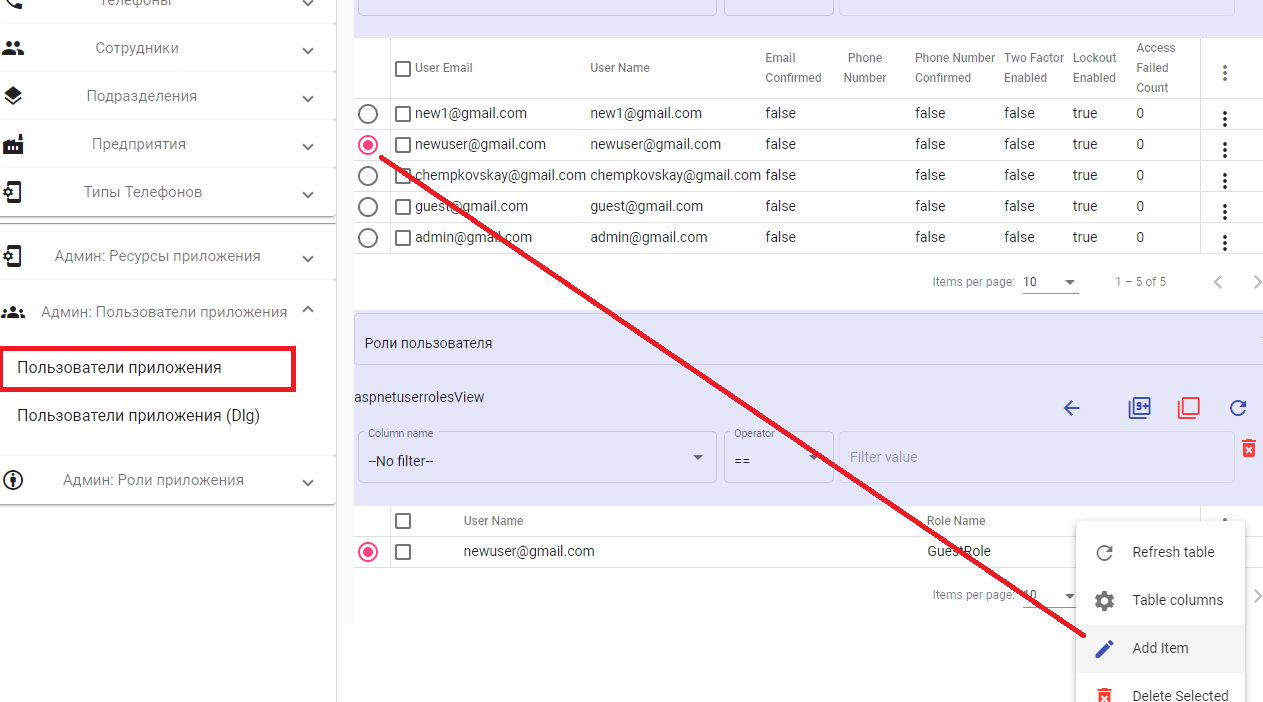 Телефоны
Сотрудники
Подразделения
Предприятия
Типы Телефонов
Админ: Ресурсы приложения
Админ: Пользователи приложения
Пользователи приложения
Пользователи приложения (Dlg)
Админ: Роли приложения
User Email User Name Email Confirmed Phone Number Phone Number Confirmed Two Factor Enabled Lockout Enabled Access Failed Count
new1@gmail.com new1@gmail.com false false false true 0
newuser@gmail.com newuser@gmail.com false false false true 0
chempkovskay@gmail.com chempkovskay@gmail.com false false false true 0
guest@gmail.com guest@gmail.com false false false true 0
admin@gmail.com admin@gmail.com false false false true 0
Items per page: 10 1 – 5 of 5
Роли пользователя
aspnetuserrolesView
9+
Column name Operator
--No filter-- == Filter value
User Name Role Name
newuser@gmail.com GuestRole
Items per page: 10
Refresh table
Table columns
Add Item
Delete Selected